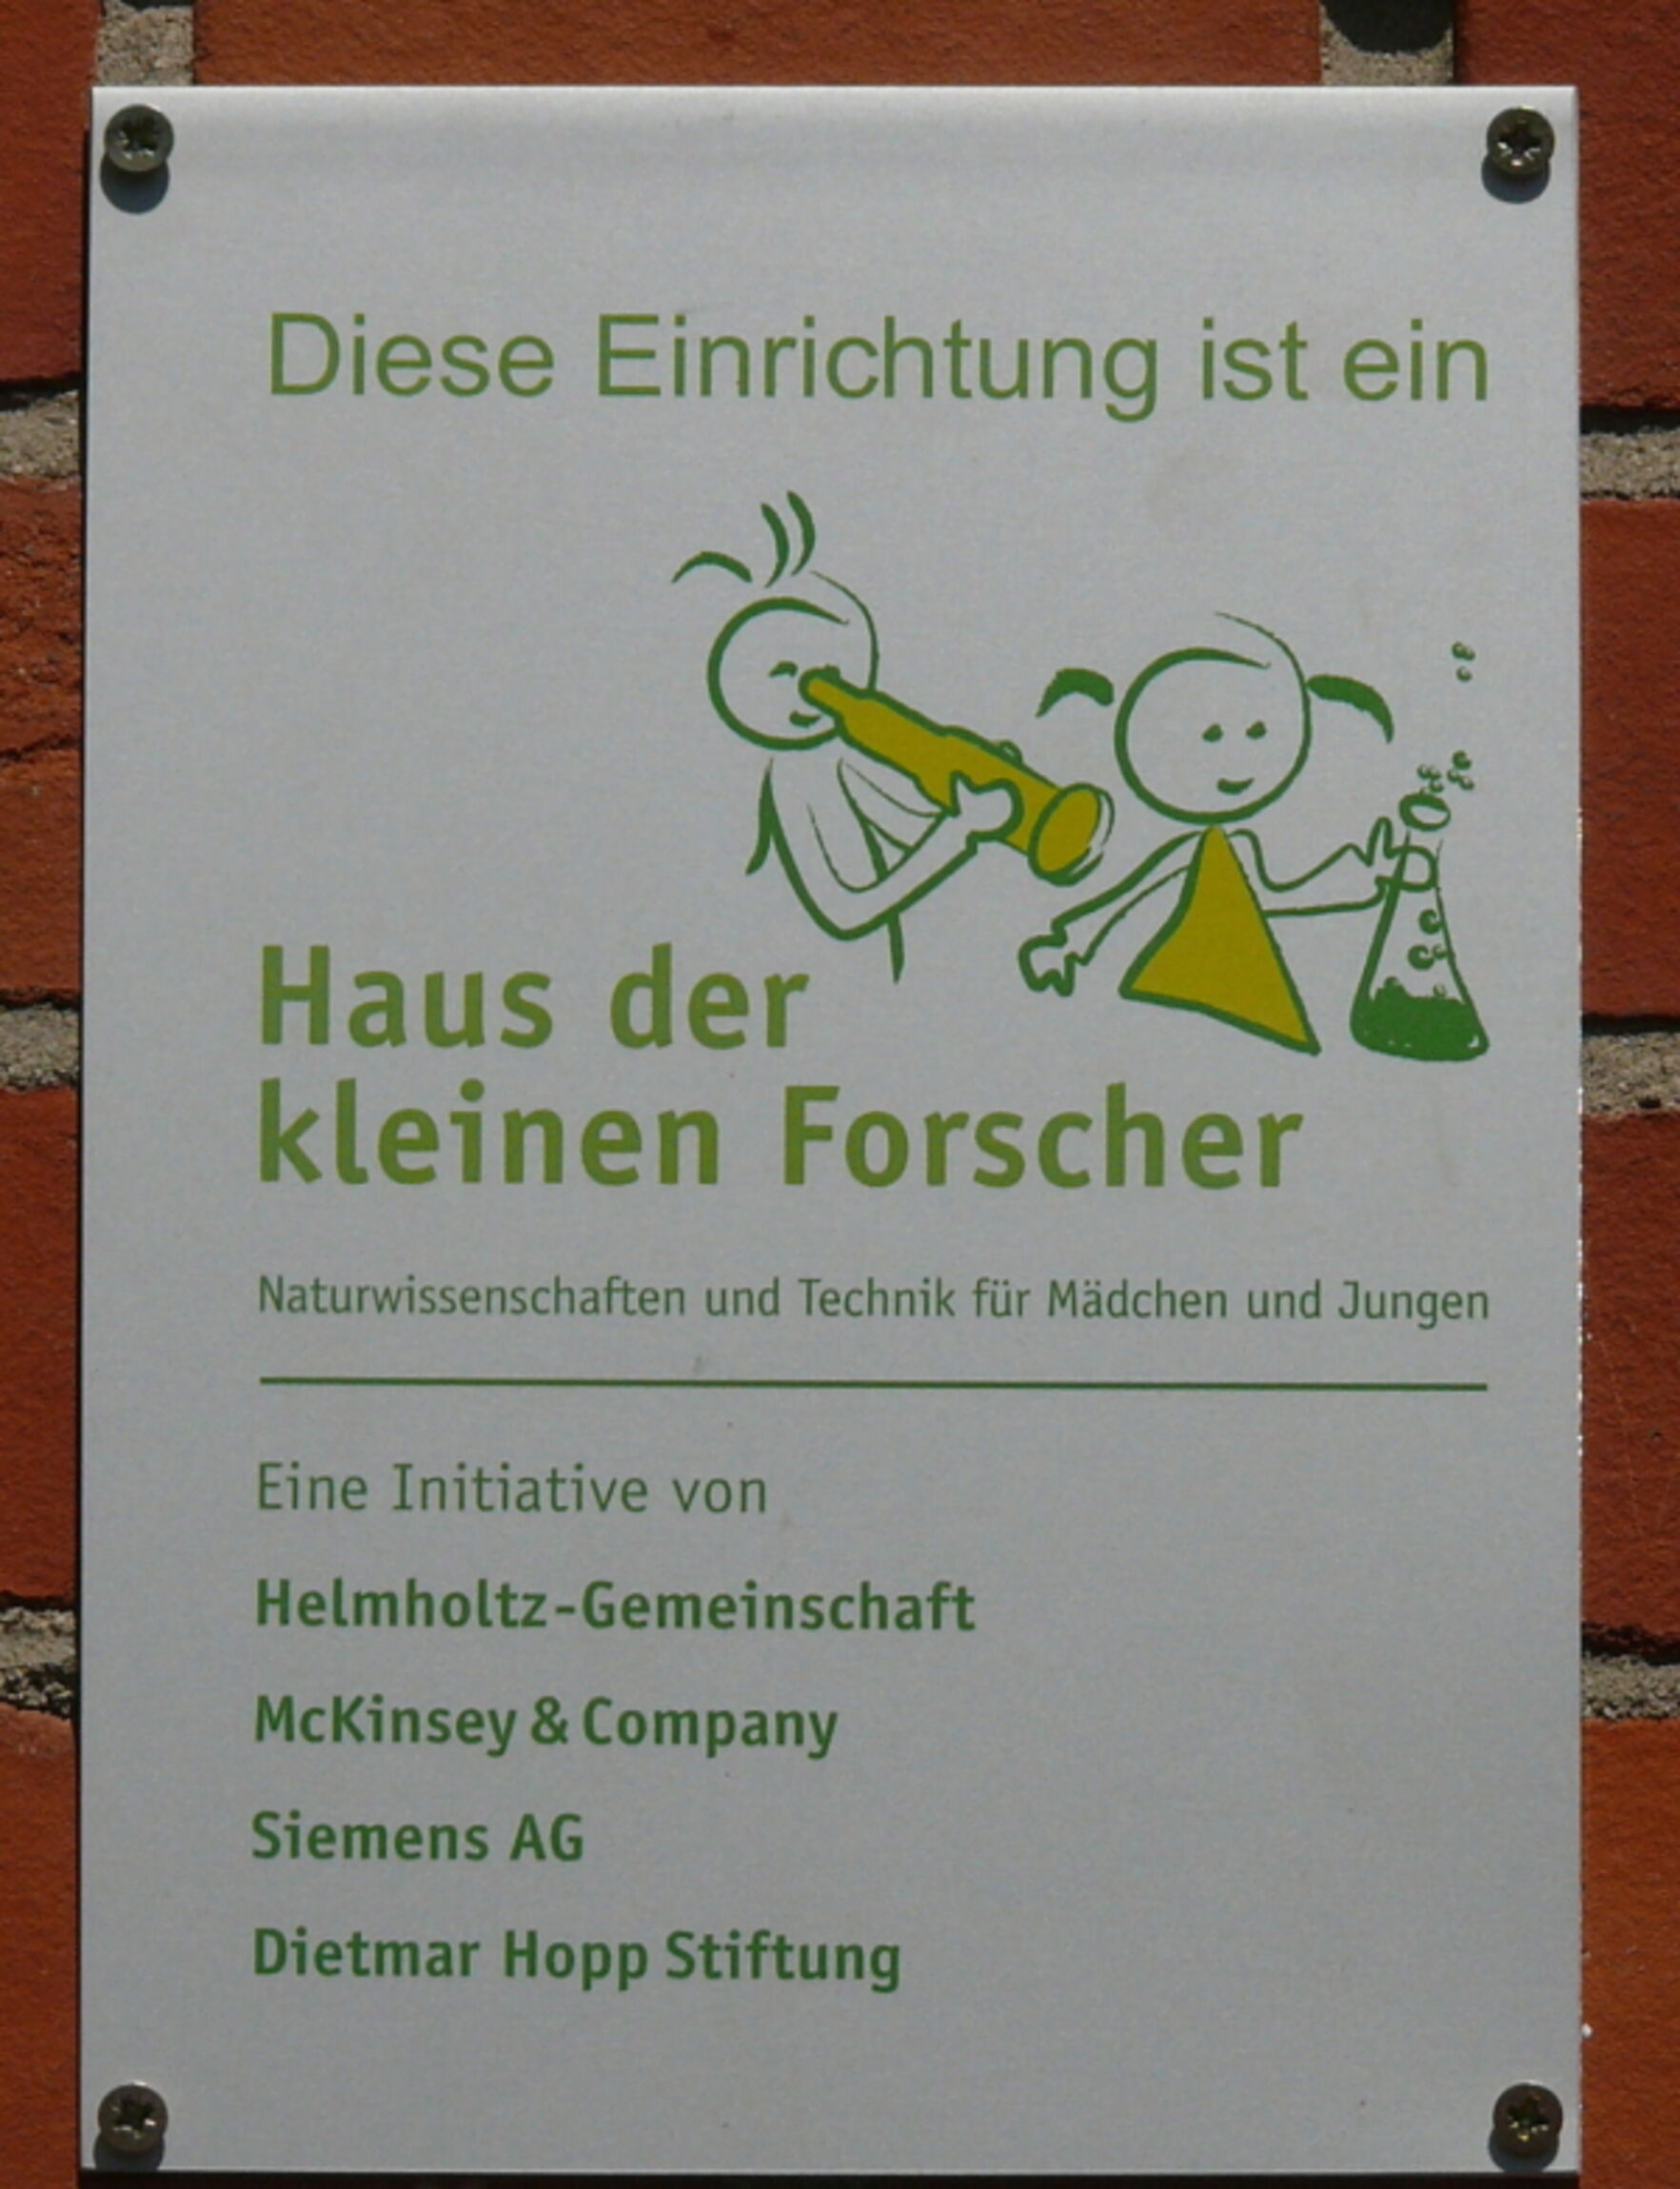 Diese Einrichtung ist ein
Haus der
kleinen Forscher
Naturwissenschaften und Technik für Mädchen und Jungen
Eine Initiative von
Helmholtz-Gemeinschaft
McKinsey & Company
Siemens AG
Dietmar Hopp Stiftung